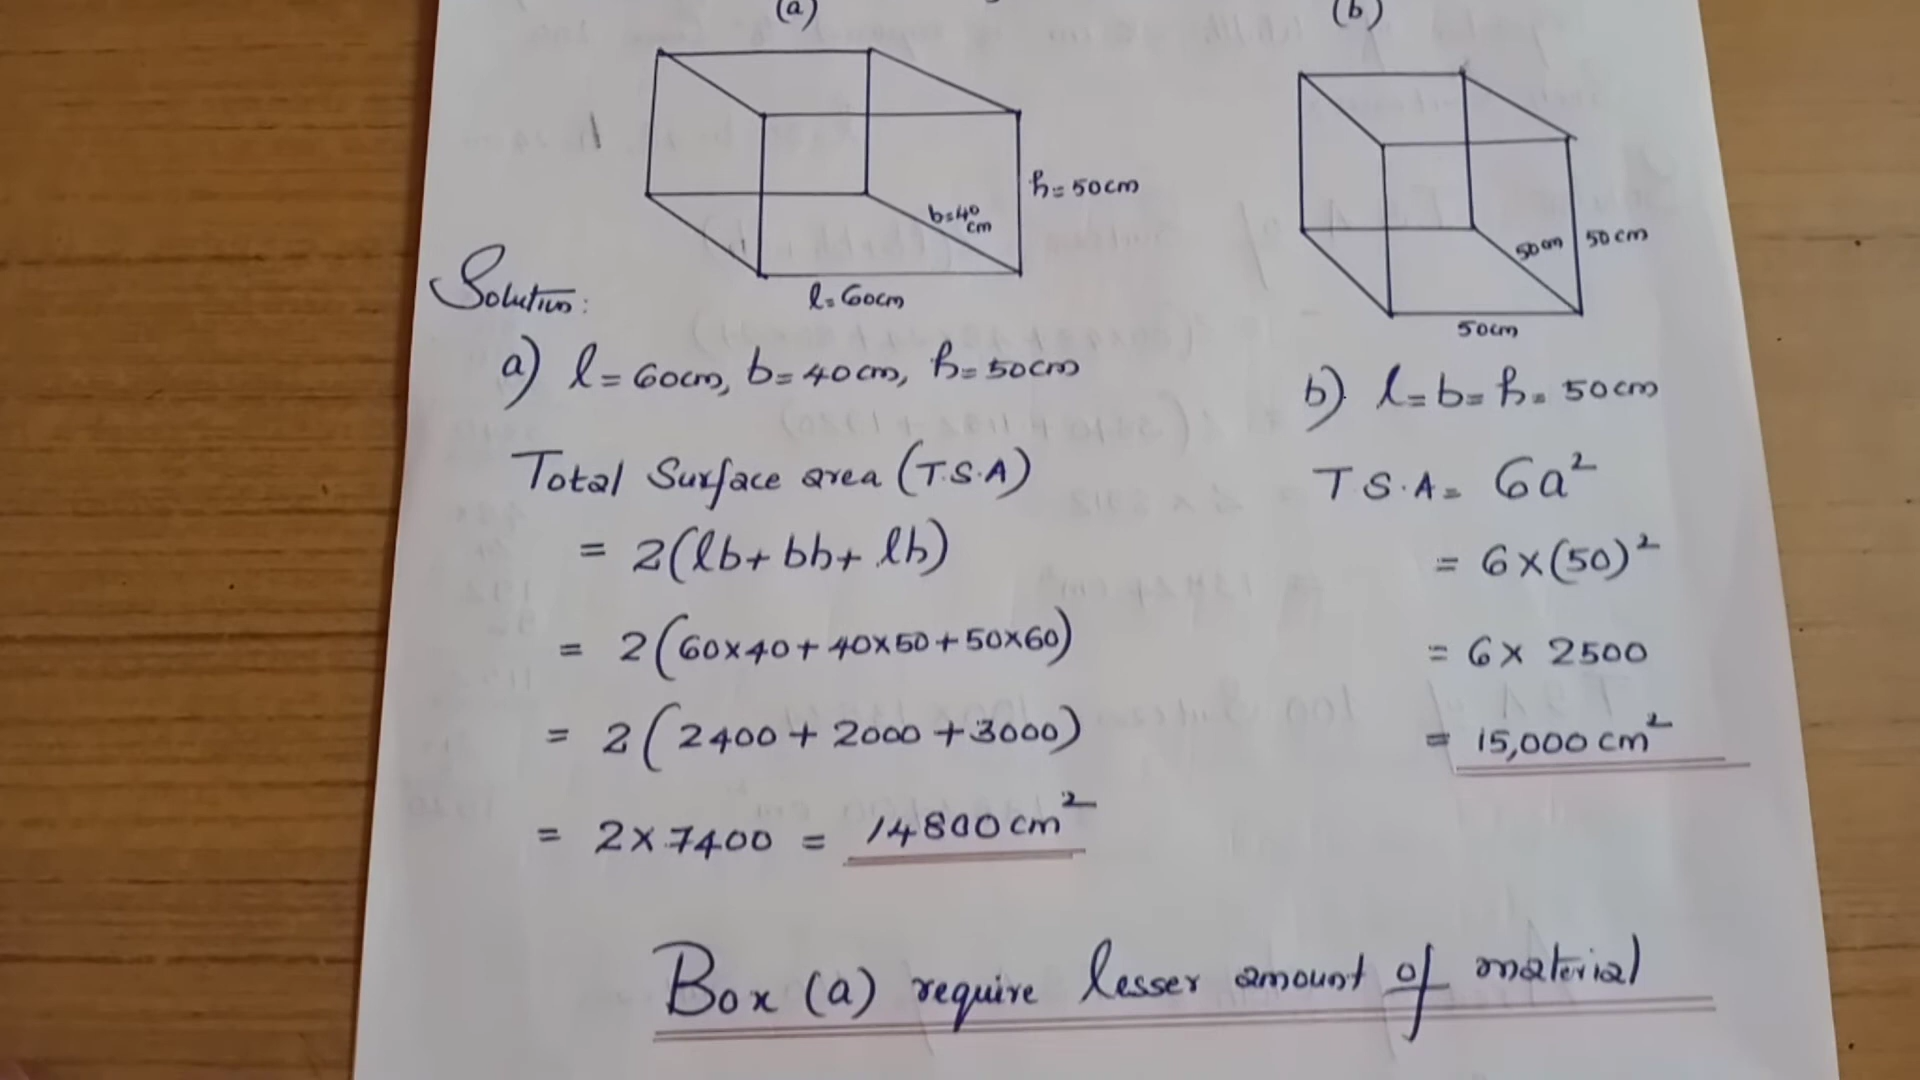 (a)
(b)
h = 50cm
b = 40 cm
l = 60cm
50cm
50 cm
50cm
Solution:
a) l = 60cm, b = 40cm, h = 50cm
Total Surface area (T.S.A)
= 2(lb + bh + lh)
= 2(60×40 + 40×50 + 50×60)
= 2(2400 + 2000 + 3000)
= 2 × 7400 = 14800 cm²
b) l = b = h = 50cm
T.S.A = 6a²
= 6×(50)²
= 6 × 2500
= 15,000 cm²
Box (a) require lesser amount of material